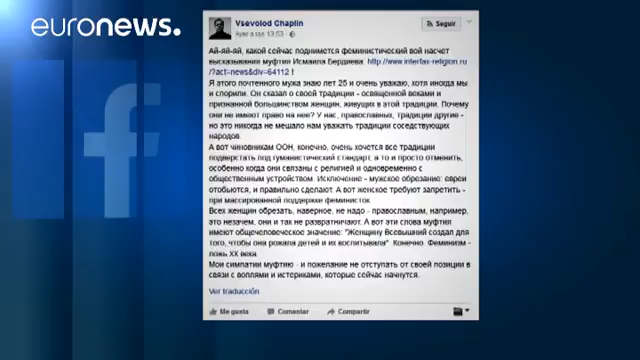 euronews.
Vsevolod Chaplin
Ayer a las 13:53
Seguir
Ай-яй-яй, какой сейчас поднимется феминистический вой насчет
высказывания муфтия Исмаила Бердиева: http://www.interfax-religion.ru
/?act=news&div=64112 !
Я этого почтенного мужа знаю лет 25 и очень уважаю, хотя иногда мы
и спорили. Он сказал о своей традиции - освященной веками и
признанной большинством женщин, живущих в этой традиции. Почему
они не имеют право на нее? У нас, православных, традиции другие -
но это никогда не мешало нам уважать традиции соседствующих
народов.
А вот чиновникам ООН, конечно, очень хочется все традиции
подверстать под гуманистический стандарт, а то и просто отменить,
особенно когда они связаны с религией и одновременно с
общественным устройством. Исключение - мужское обрезание: евреи
отобьются, и правильно сделают. А вот женское требуют запретить -
при массированной поддержке феминисток.
Всех женщин обрезать, наверное, не надо - православным, например,
это незачем, они и так не развратничают. А вот эти слова муфтия
имеют общечеловеческое значение: "Женщину Всевышний создал для
того, чтобы она рожала детей и их воспитывала". Конечно. Феминизм -
ложь XX века.
Мои симпатии муфтию - и пожелание не отступать от своей позиции в
связи с воплями и истериками, которые сейчас начнутся.
Ver traducción
Me gusta
Comentar
Compartir